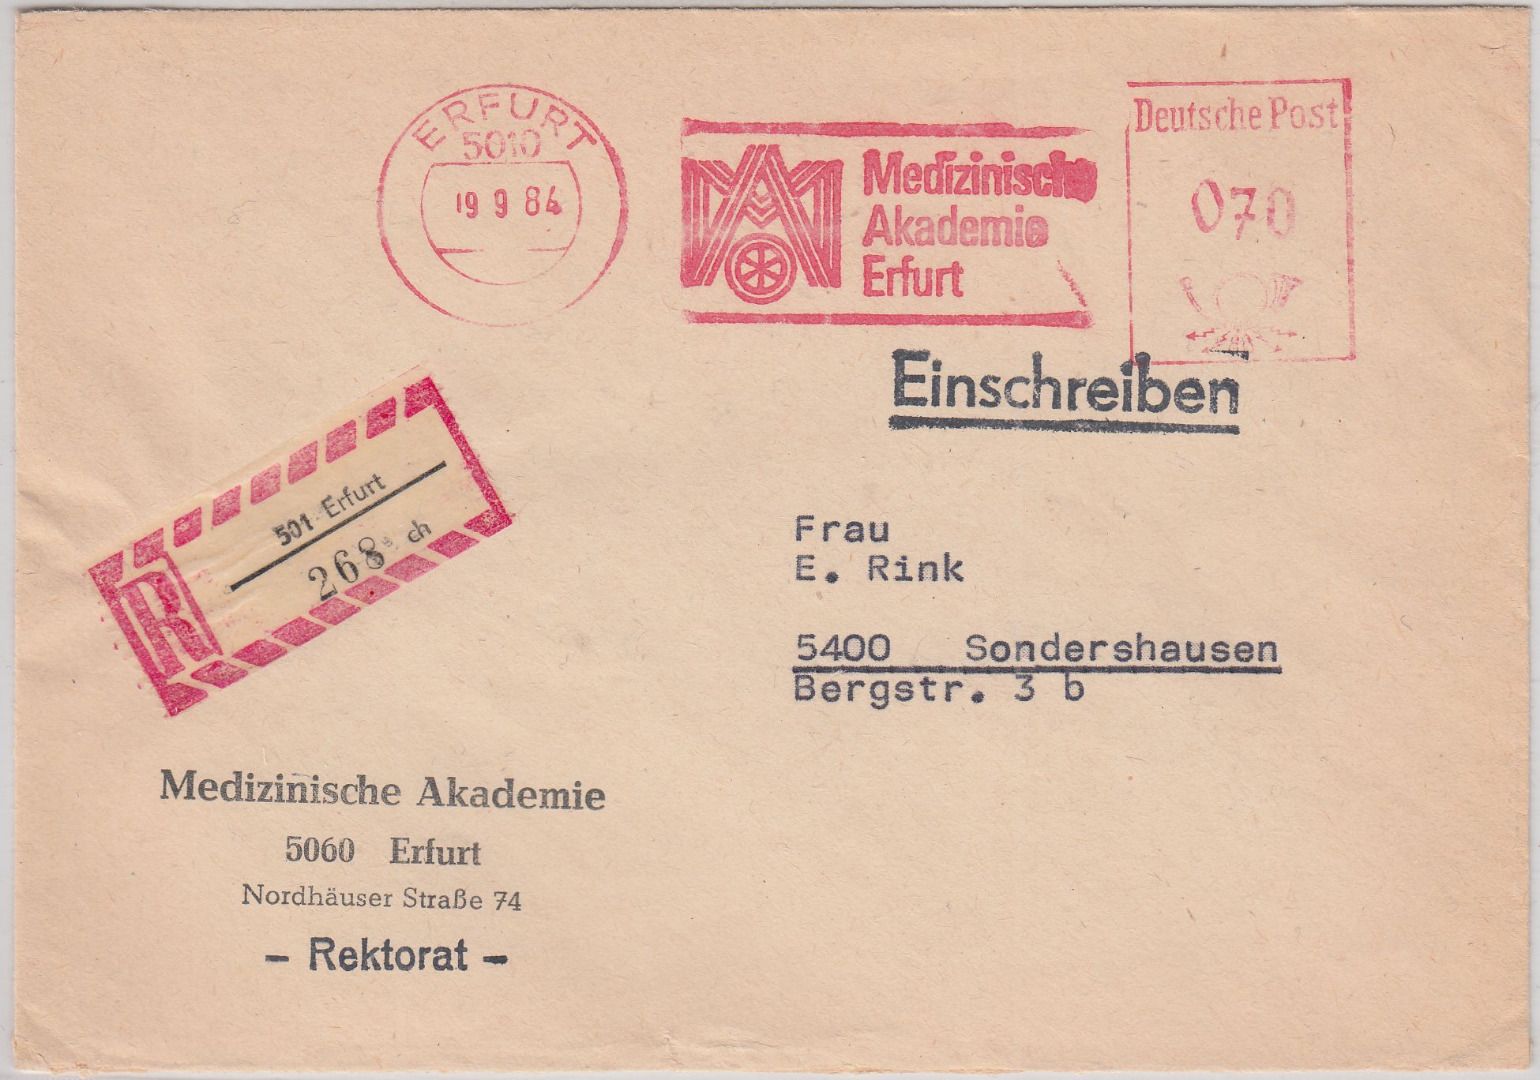 ERFURT
5010
19 9 84
Medizinische
Akademie
Erfurt
Deutsche Post
070
Einschreiben
501 Erfurt
R
268 ch
Frau
E. Rink
5400 Sondershausen
Bergstr. 3 b
Medizinische Akademie
5060 Erfurt
Nordhäuser Straße 74
- Rektorat -